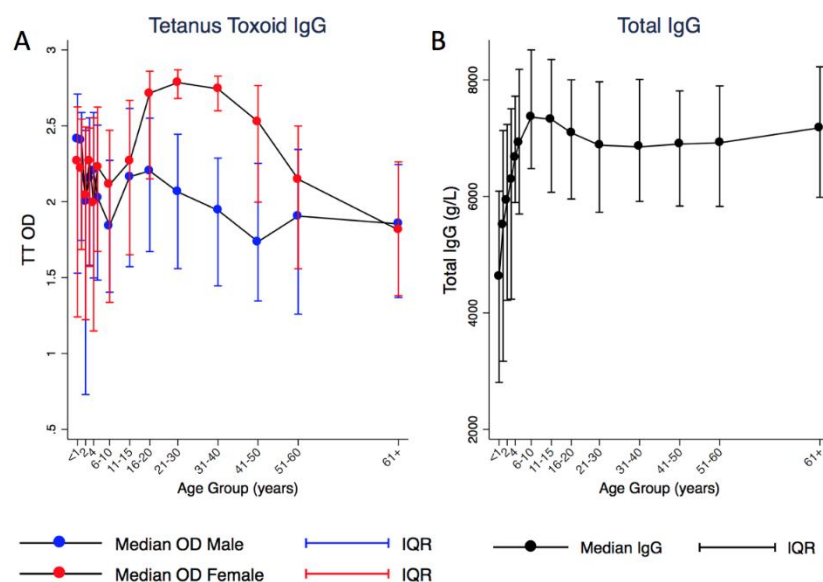 A
Tetanus Toxoid IgG
TT OD
3
2.5
2
1.5
1
.5
<1
2
4
6-10
11-15
16-20
21-30
31-40
41-50
51-60
61+
Age Group (years)
Median OD Male
IQR
Median OD Female
IQR
B
Total IgG
Total IgG (g/L)
8000
6000
4000
2000
<1
2
4
6-10
11-15
16-20
21-30
31-40
41-50
51-60
61+
Age Group (years)
Median IgG
IQR